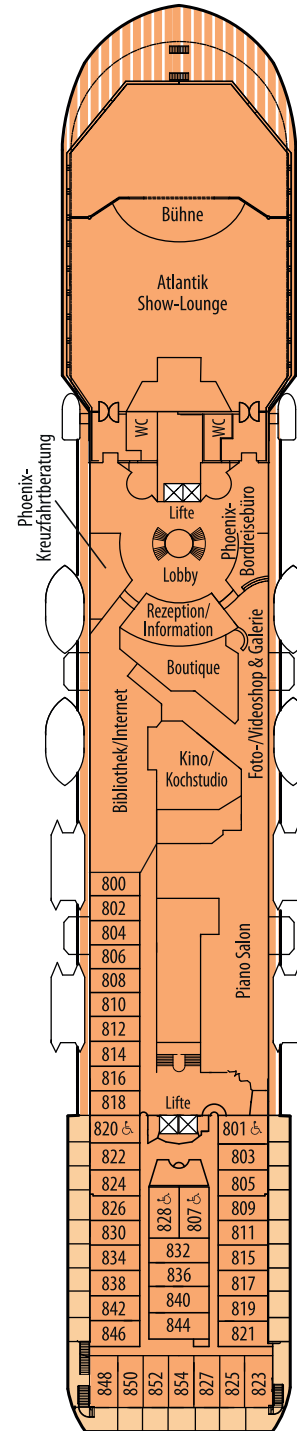 Bühne
Atlantik
Show-Lounge
WC
WC
Lifte
Phoenix-
Kreuzfahrtberatung
Phoenix-
Bordreisebüro
Lobby
Rezeption/
Information
Boutique
Foto-/Videoshop & Galerie
Bibliothek/Internet
Kino/
Kochstudio
Piano Salon
800
802
804
806
808
810
812
814
816
818
Lifte
820
822
824
826
830
834
838
842
846
828
807
832
836
840
844
801
803
805
809
811
815
817
819
821
848
850
852
854
827
825
823